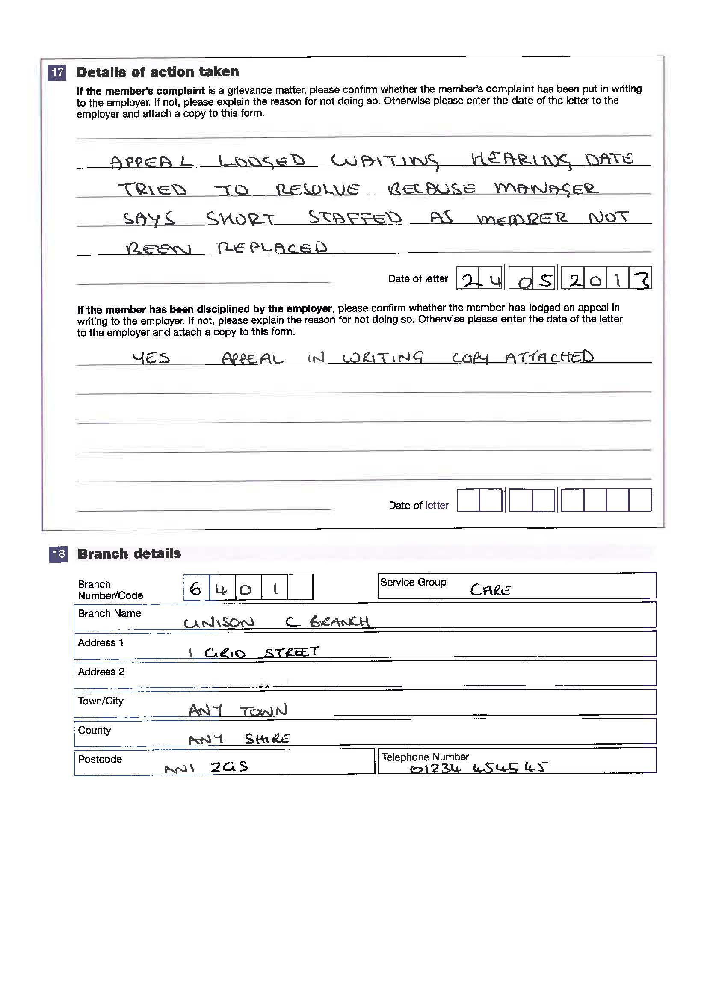 17 Details of action taken
If the member's complaint is a grievance matter, please confirm whether the member's complaint has been put in writing
to the employer. If not, please explain the reason for not doing so. Otherwise please enter the date of the letter to the
employer and attach a copy to this form.
APPEAL LODGED WAITING HEARING DATE
TRIED TO RESOLVE BECAUSE MANAGER
SAYS SHORT STAFFED AS MEMBER NOT
BEEN REPLACED
Date of letter 24 05 2013
If the member has been disciplined by the employer, please confirm whether the member has lodged an appeal in
writing to the employer. If not, please explain the reason for not doing so. Otherwise please enter the date of the letter
to the employer and attach a copy to this form.
YES APPEAL IN WRITING COPY ATTACHED
Date of letter
18 Branch details
Branch
Number/Code 6401 Service Group CARE
Branch Name UNISON C BRANCH
Address 1 1 GRID STREET
Address 2
Town/City ANY TOWN
County ANY SHIRE
Postcode AN1 2GS Telephone Number 01234 454545